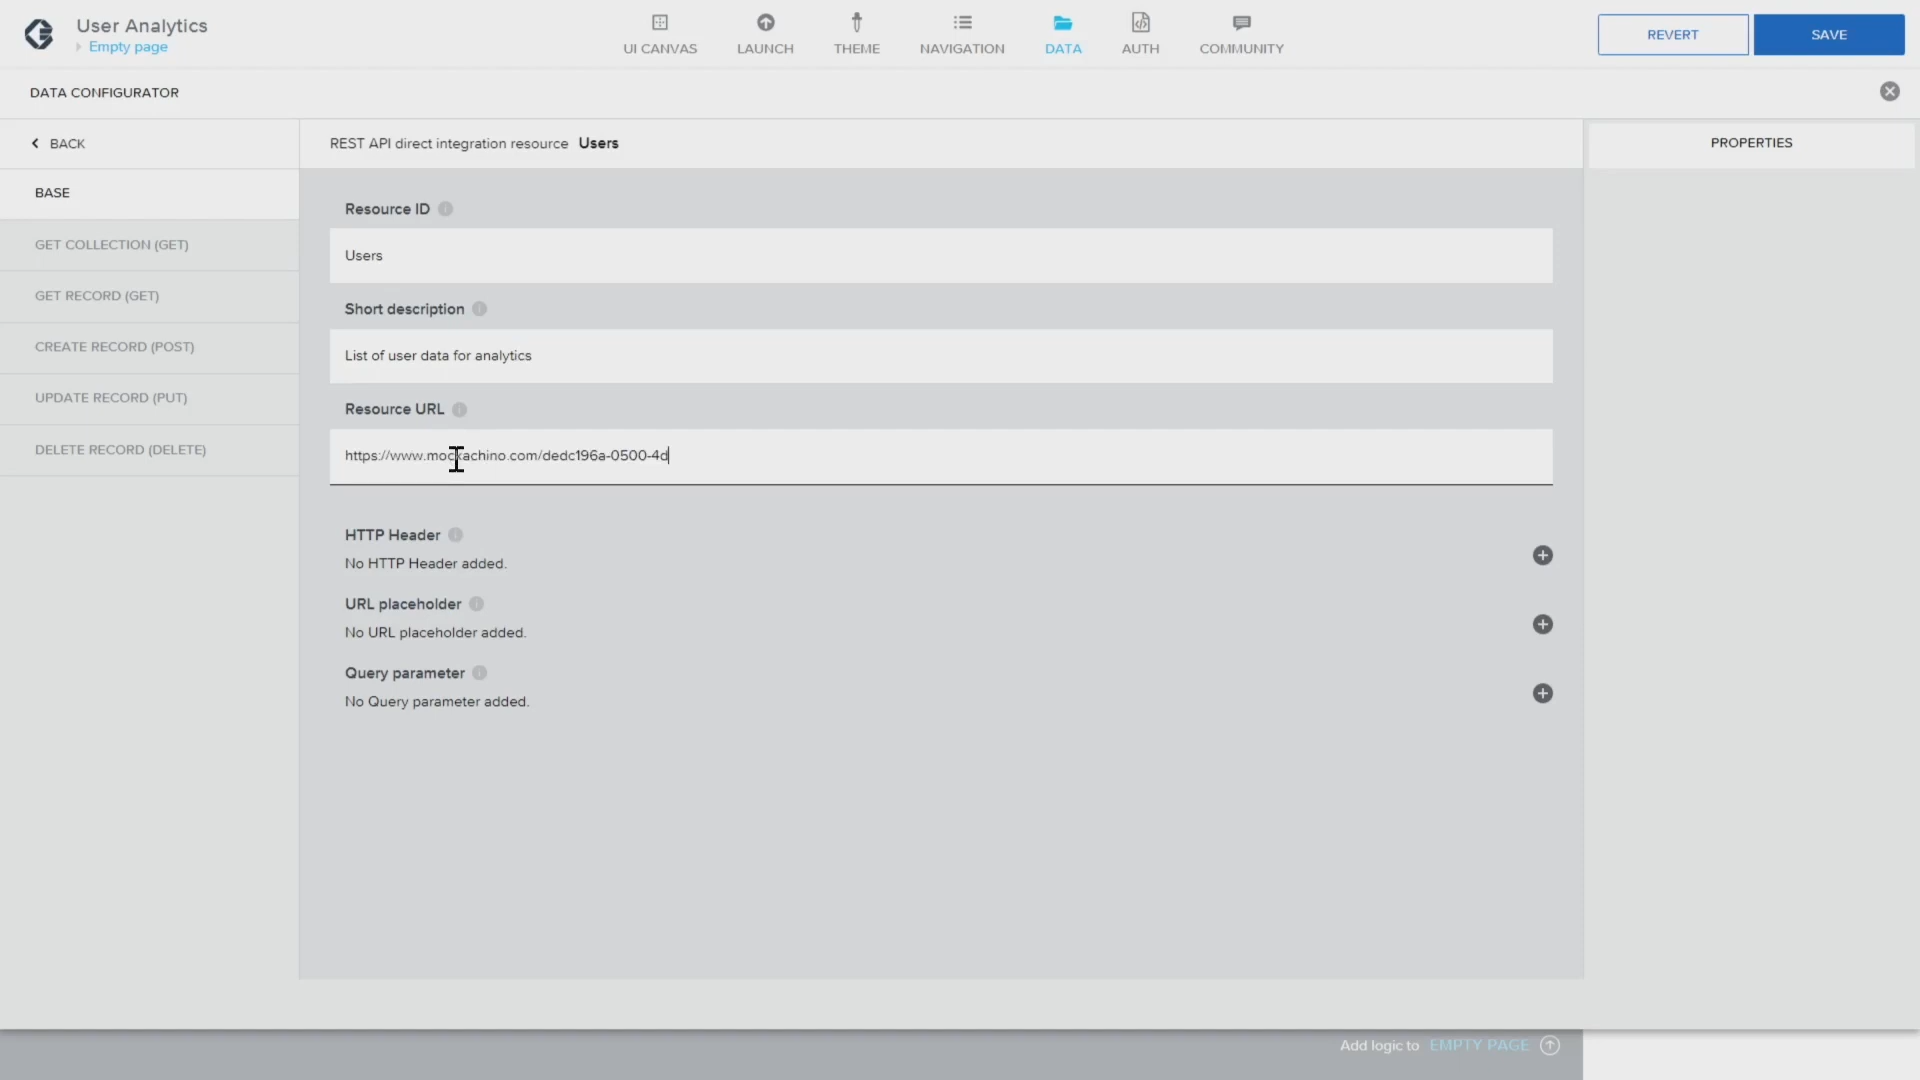 User Analytics
Empty page
UI CANVAS
LAUNCH
THEME
NAVIGATION
DATA
AUTH
COMMUNITY
REVERT
SAVE
DATA CONFIGURATOR
BACK
REST API direct integration resource Users
PROPERTIES
BASE
GET COLLECTION (GET)
GET RECORD (GET)
CREATE RECORD (POST)
UPDATE RECORD (PUT)
DELETE RECORD (DELETE)
Resource ID
Users
Short description
List of user data for analytics
Resource URL
https://www.mockachino.com/dedc196a-0500-4d
HTTP Header
No HTTP Header added.
URL placeholder
No URL placeholder added.
Query parameter
No Query parameter added.
Add logic to EMPTY PAGE